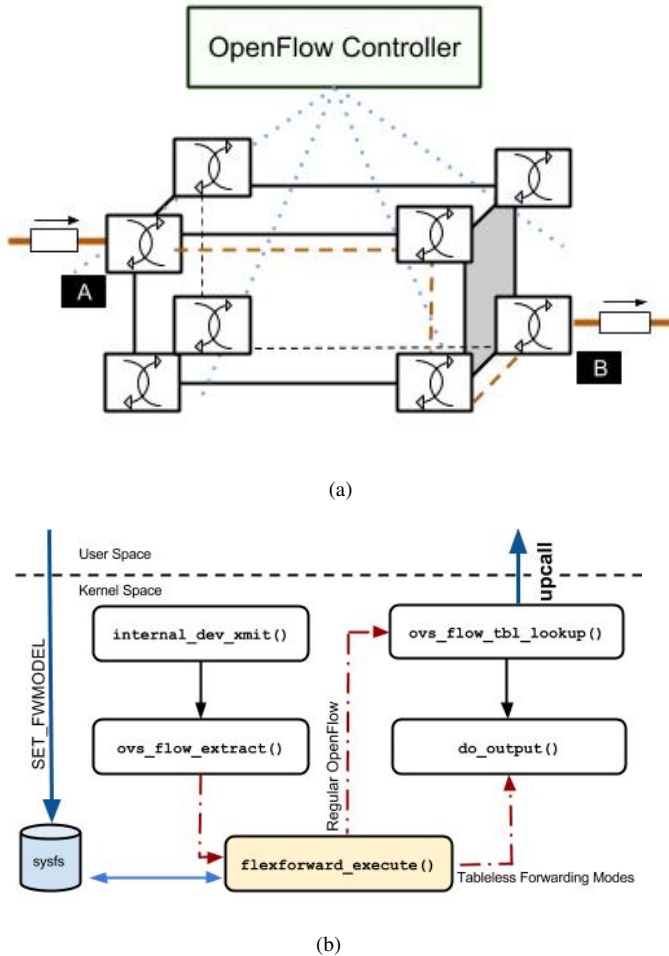 OpenFlow Controller
A
B
(a)
User Space
Kernel Space
upcall
SET_FWMODEL
internal_dev_xmit()
ovs_flow_tbl_lookup()
ovs_flow_extract()
Regular OpenFlow
do_output()
sysfs
flexforward_execute()
Tableless Forwarding Modes
(b)